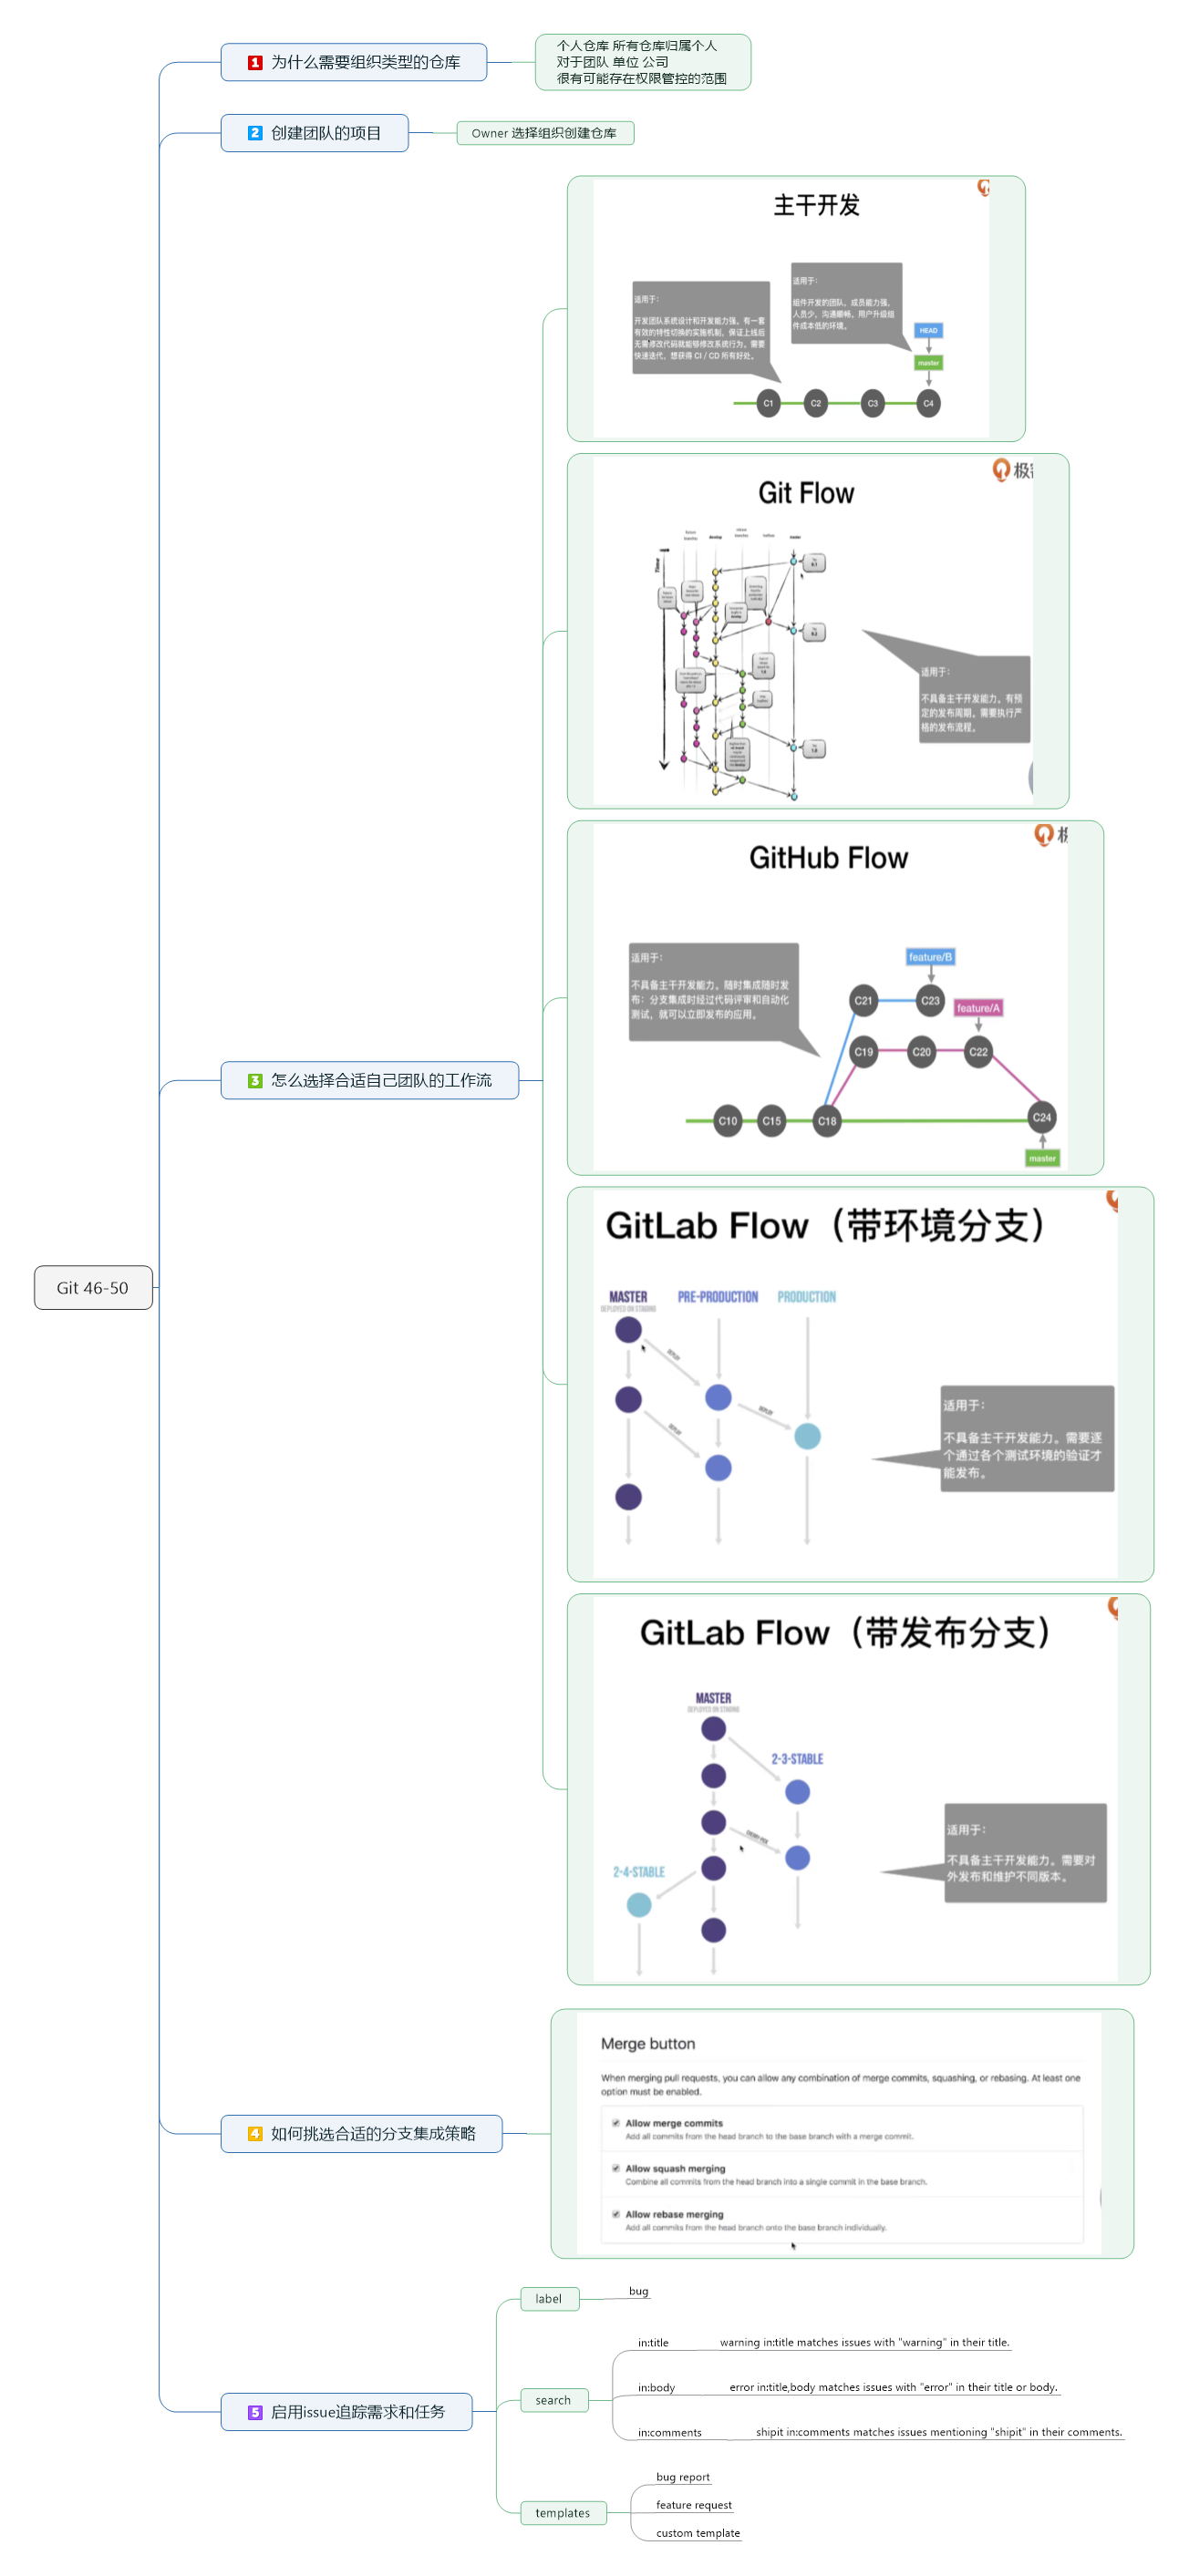 Git 46-50
1 为什么需要组织类型的仓库
个人仓库 所有仓库归属个人
对于团队 单位 公司
很有可能存在权限管控的范围
2 创建团队的项目
Owner 选择组织创建仓库
3 怎么选择合适自己团队的工作流
主干开发
适用于：
开发团队系统设计和开发能力强。有一套
有效的特性切换的实施机制，保证上线后
无需修改代码就能够修改系统行为。需要
快速迭代，想获得 CI / CD 所有好处。
适用于：
组件开发的团队，成员能力强，
人员少，沟通顺畅。用户升级组
件成本低的环境。
HEAD
master
C1
C2
C3
C4
极
Git Flow
Time
develop
master
适用于：
不具备主干开发能力。有预
定的发布周期。需要执行严
格的发布流程。
GitHub Flow
适用于：
不具备主干开发能力。随时集成随时发
布：分支集成时经过代码评审和自动化
测试，就可以立即发布的应用。
feature/B
C21
C23
feature/A
C19
C20
C22
C10
C15
C18
C24
master
GitLab Flow（带环境分支）
MASTER
DEPLOYED ON STAGING
PRE-PRODUCTION
PRODUCTION
DEPLOY
DEPLOY
DEPLOY
适用于：
不具备主干开发能力。需要逐
个通过各个测试环境的验证才
能发布。
GitLab Flow（带发布分支）
MASTER
DEPLOYED ON STAGING
2-3-STABLE
CHERRY-PICK
2-4-STABLE
适用于：
不具备主干开发能力。需要对
外发布和维护不同版本。
4 如何挑选合适的分支集成策略
Merge button
When merging pull requests, you can allow any combination of merge commits, squashing, or rebasing. At least one
option must be enabled.
Allow merge commits
Add all commits from the head branch to the base branch with a merge commit.
Allow squash merging
Combine all commits from the head branch into a single commit in the base branch.
Allow rebase merging
Add all commits from the head branch onto the base branch individually.
5 启用issue追踪需求和任务
label
bug
search
in:title
warning in:title matches issues with "warning" in their title.
in:body
error in:title,body matches issues with "error" in their title or body.
in:comments
shipit in:comments matches issues mentioning "shipit" in their comments.
templates
bug report
feature request
custom template